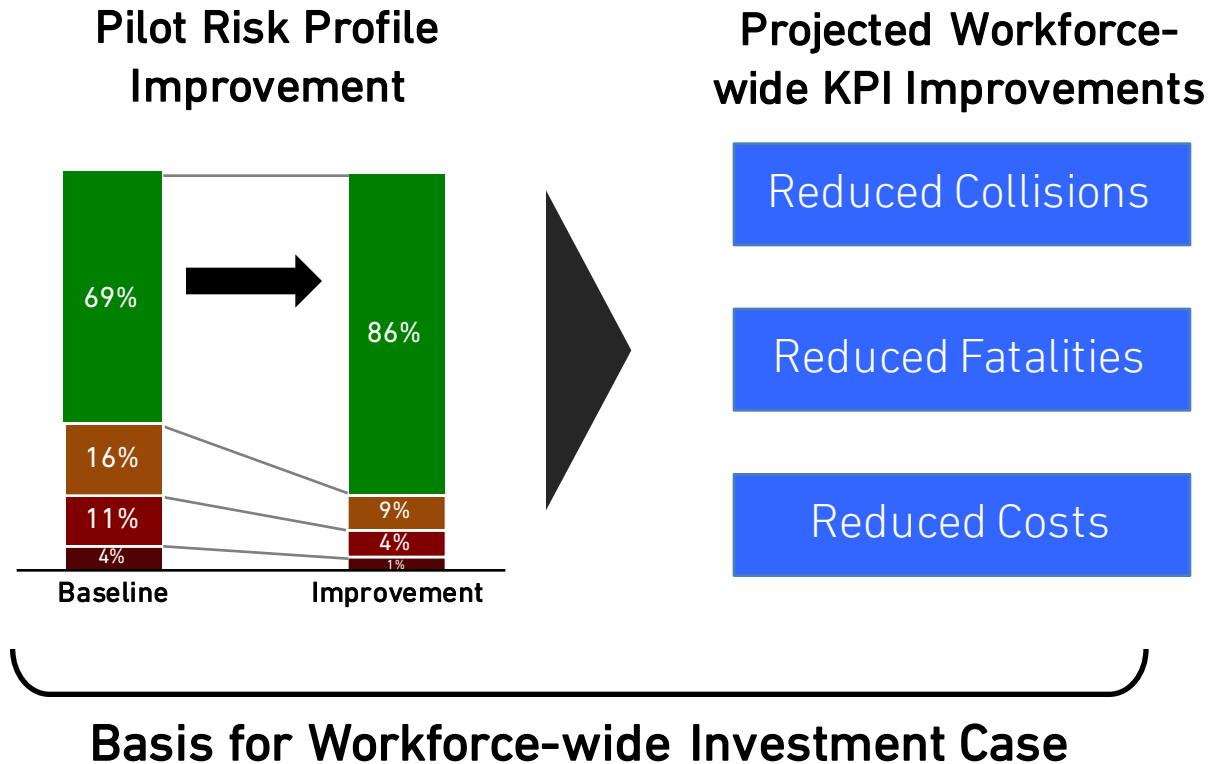 Pilot Risk Profile
Improvement
69%
16%
11%
4%
Baseline
86%
9%
4%
1%
Improvement
Projected Workforce-
wide KPI Improvements
Reduced Collisions
Reduced Fatalities
Reduced Costs
Basis for Workforce-wide Investment Case